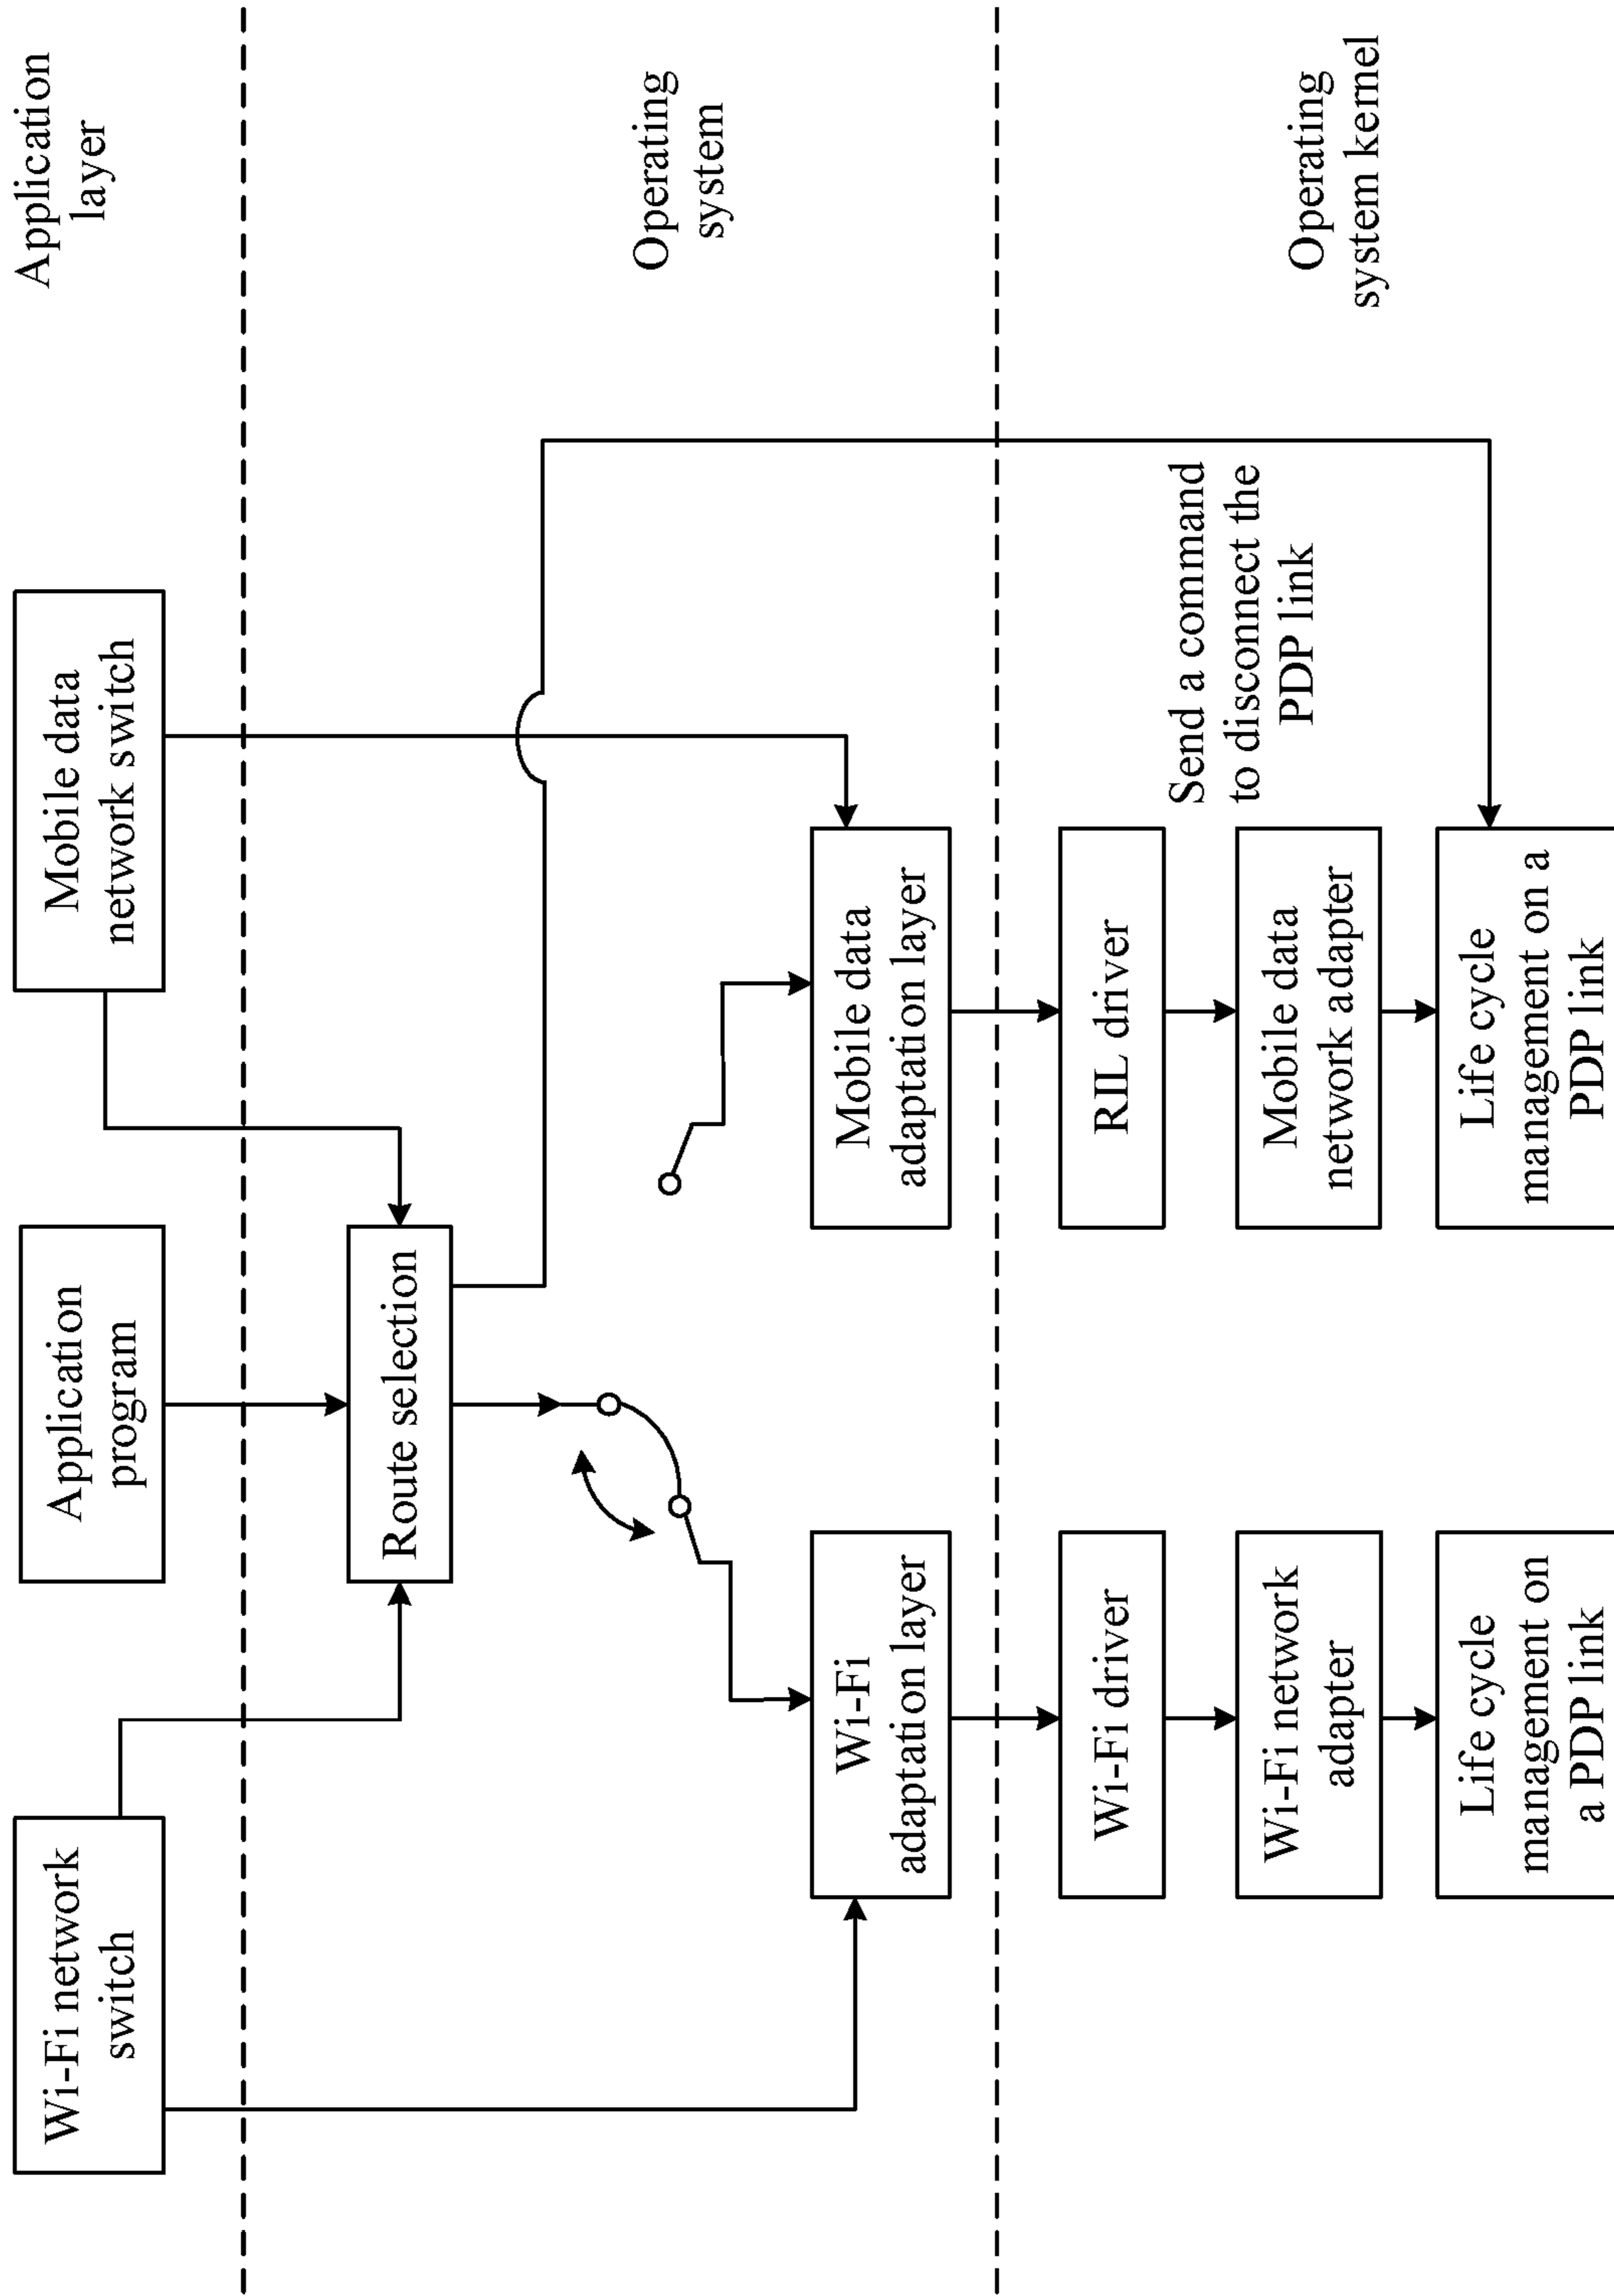 Wi-Fi network
switch
Application
program
Mobile data
network switch
Application
layer
Route selection
Operating
system
Wi-Fi
adaptation layer
Mobile data
adaptation layer
Wi-Fi driver
RIL driver
Send a command
to disconnect the
PDP link
Operating
system kernel
Wi-Fi network
adapter
Mobile data
network adapter
Life cycle
management on
a PDP link
Life cycle
management on a
PDP link